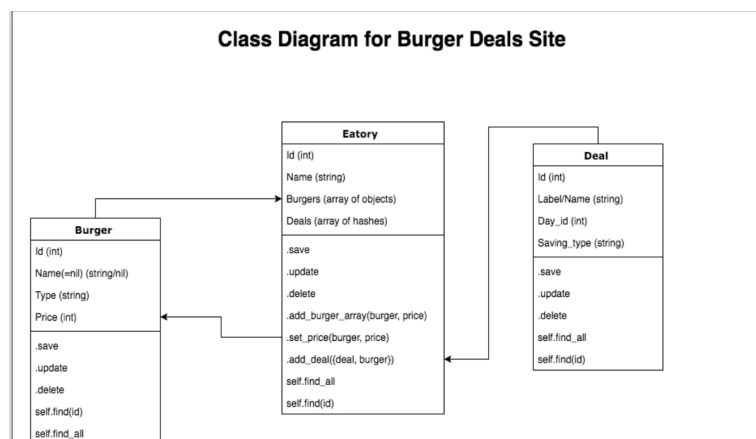 Class Diagram for Burger Deals Site
Eatory
Id (int)
Name (string)
Burgers (array of objects)
Deals (array of hashes)
.save
.update
.delete
.add_burger_array(burger, price)
.set_price(burger, price)
.add_deal({deal, burger})
self.find_all
self.find(id)
Deal
Id (int)
Label/Name (string)
Day_id (int)
Saving_type (string)
.save
.update
.delete
self.find_all
self.find(id)
Burger
Id (int)
Name(=nil) (string/nil)
Type (string)
Price (int)
.save
.update
.delete
self.find(id)
self.find_all